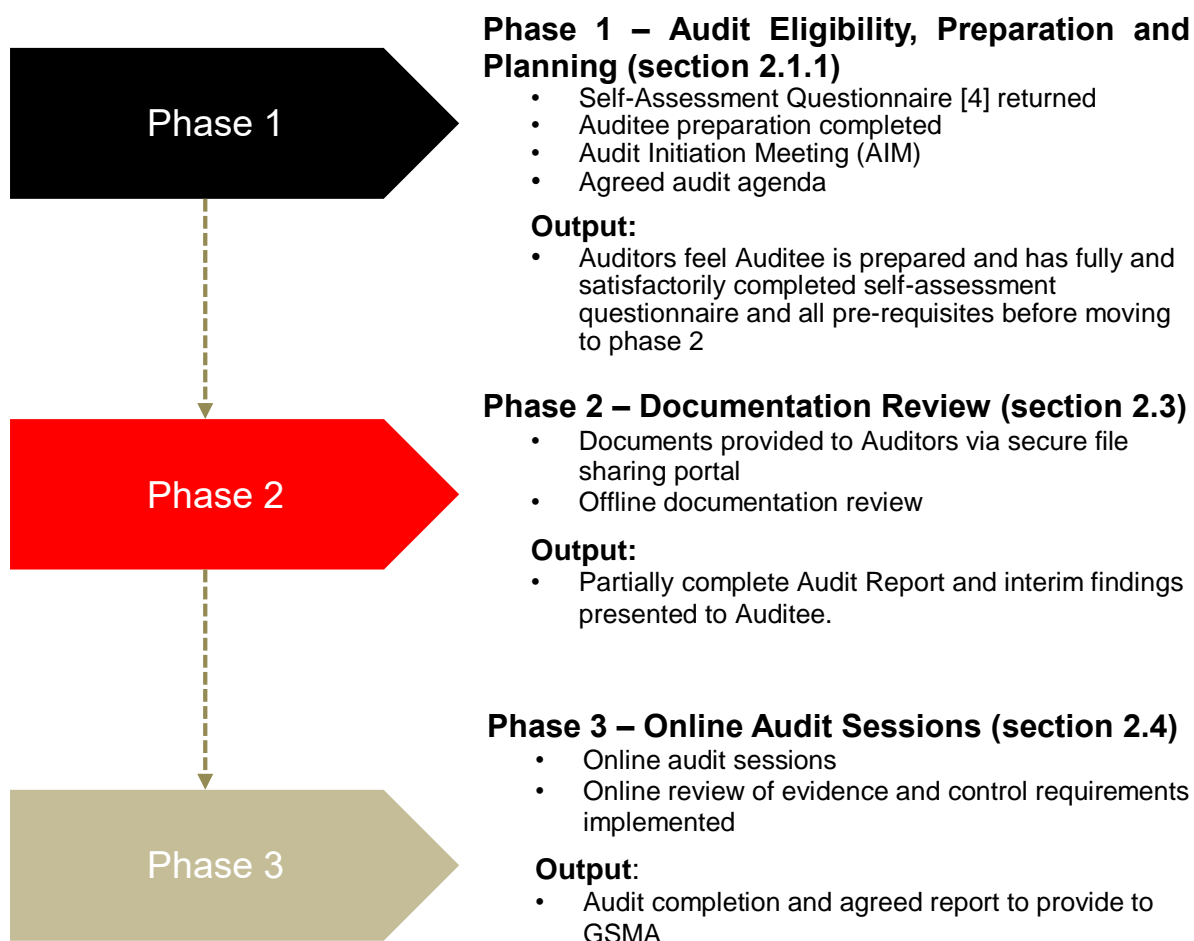 Phase 1 – Audit Eligibility, Preparation and
Planning (section 2.1.1)
• Self-Assessment Questionnaire [4] returned
• Auditee preparation completed
• Audit Initiation Meeting (AIM)
• Agreed audit agenda
Output:
• Auditors feel Auditee is prepared and has fully and
satisfactorily completed self-assessment
questionnaire and all pre-requisites before moving
to phase 2
Phase 1
Phase 2 – Documentation Review (section 2.3)
• Documents provided to Auditors via secure file
sharing portal
• Offline documentation review
Output:
• Partially complete Audit Report and interim findings
presented to Auditee.
Phase 2
Phase 3 – Online Audit Sessions (section 2.4)
• Online audit sessions
• Online review of evidence and control requirements
implemented
Output:
• Audit completion and agreed report to provide to
GSMA
Phase 3